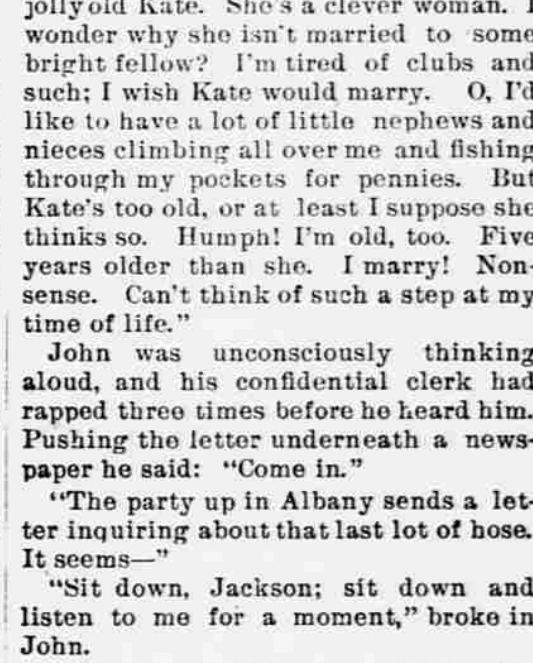 jolly old Kate. She's a clever woman. I
wonder why she isn't married to some
bright fellow? I'm tired of clubs and
such; I wish Kate would marry. O, I'd
like to have a lot of little nephews and
nieces climbing all over me and fishing
through my pockets for pennies. But
Kate's too old, or at least I suppose she
thinks so. Humph! I'm old, too. Five
years older than she. I marry! Non-
sense. Can't think of such a step at my
time of life."
John was unconsciously thinking
aloud, and his confidential clerk had
rapped three times before he heard him.
Pushing the letter underneath a news-
paper he said: "Come in."
"The party up in Albany sends a let-
ter inquiring about that last lot of hose.
It seems—"
"Sit down, Jackson; sit down and
listen to me for a moment," broke in
John.